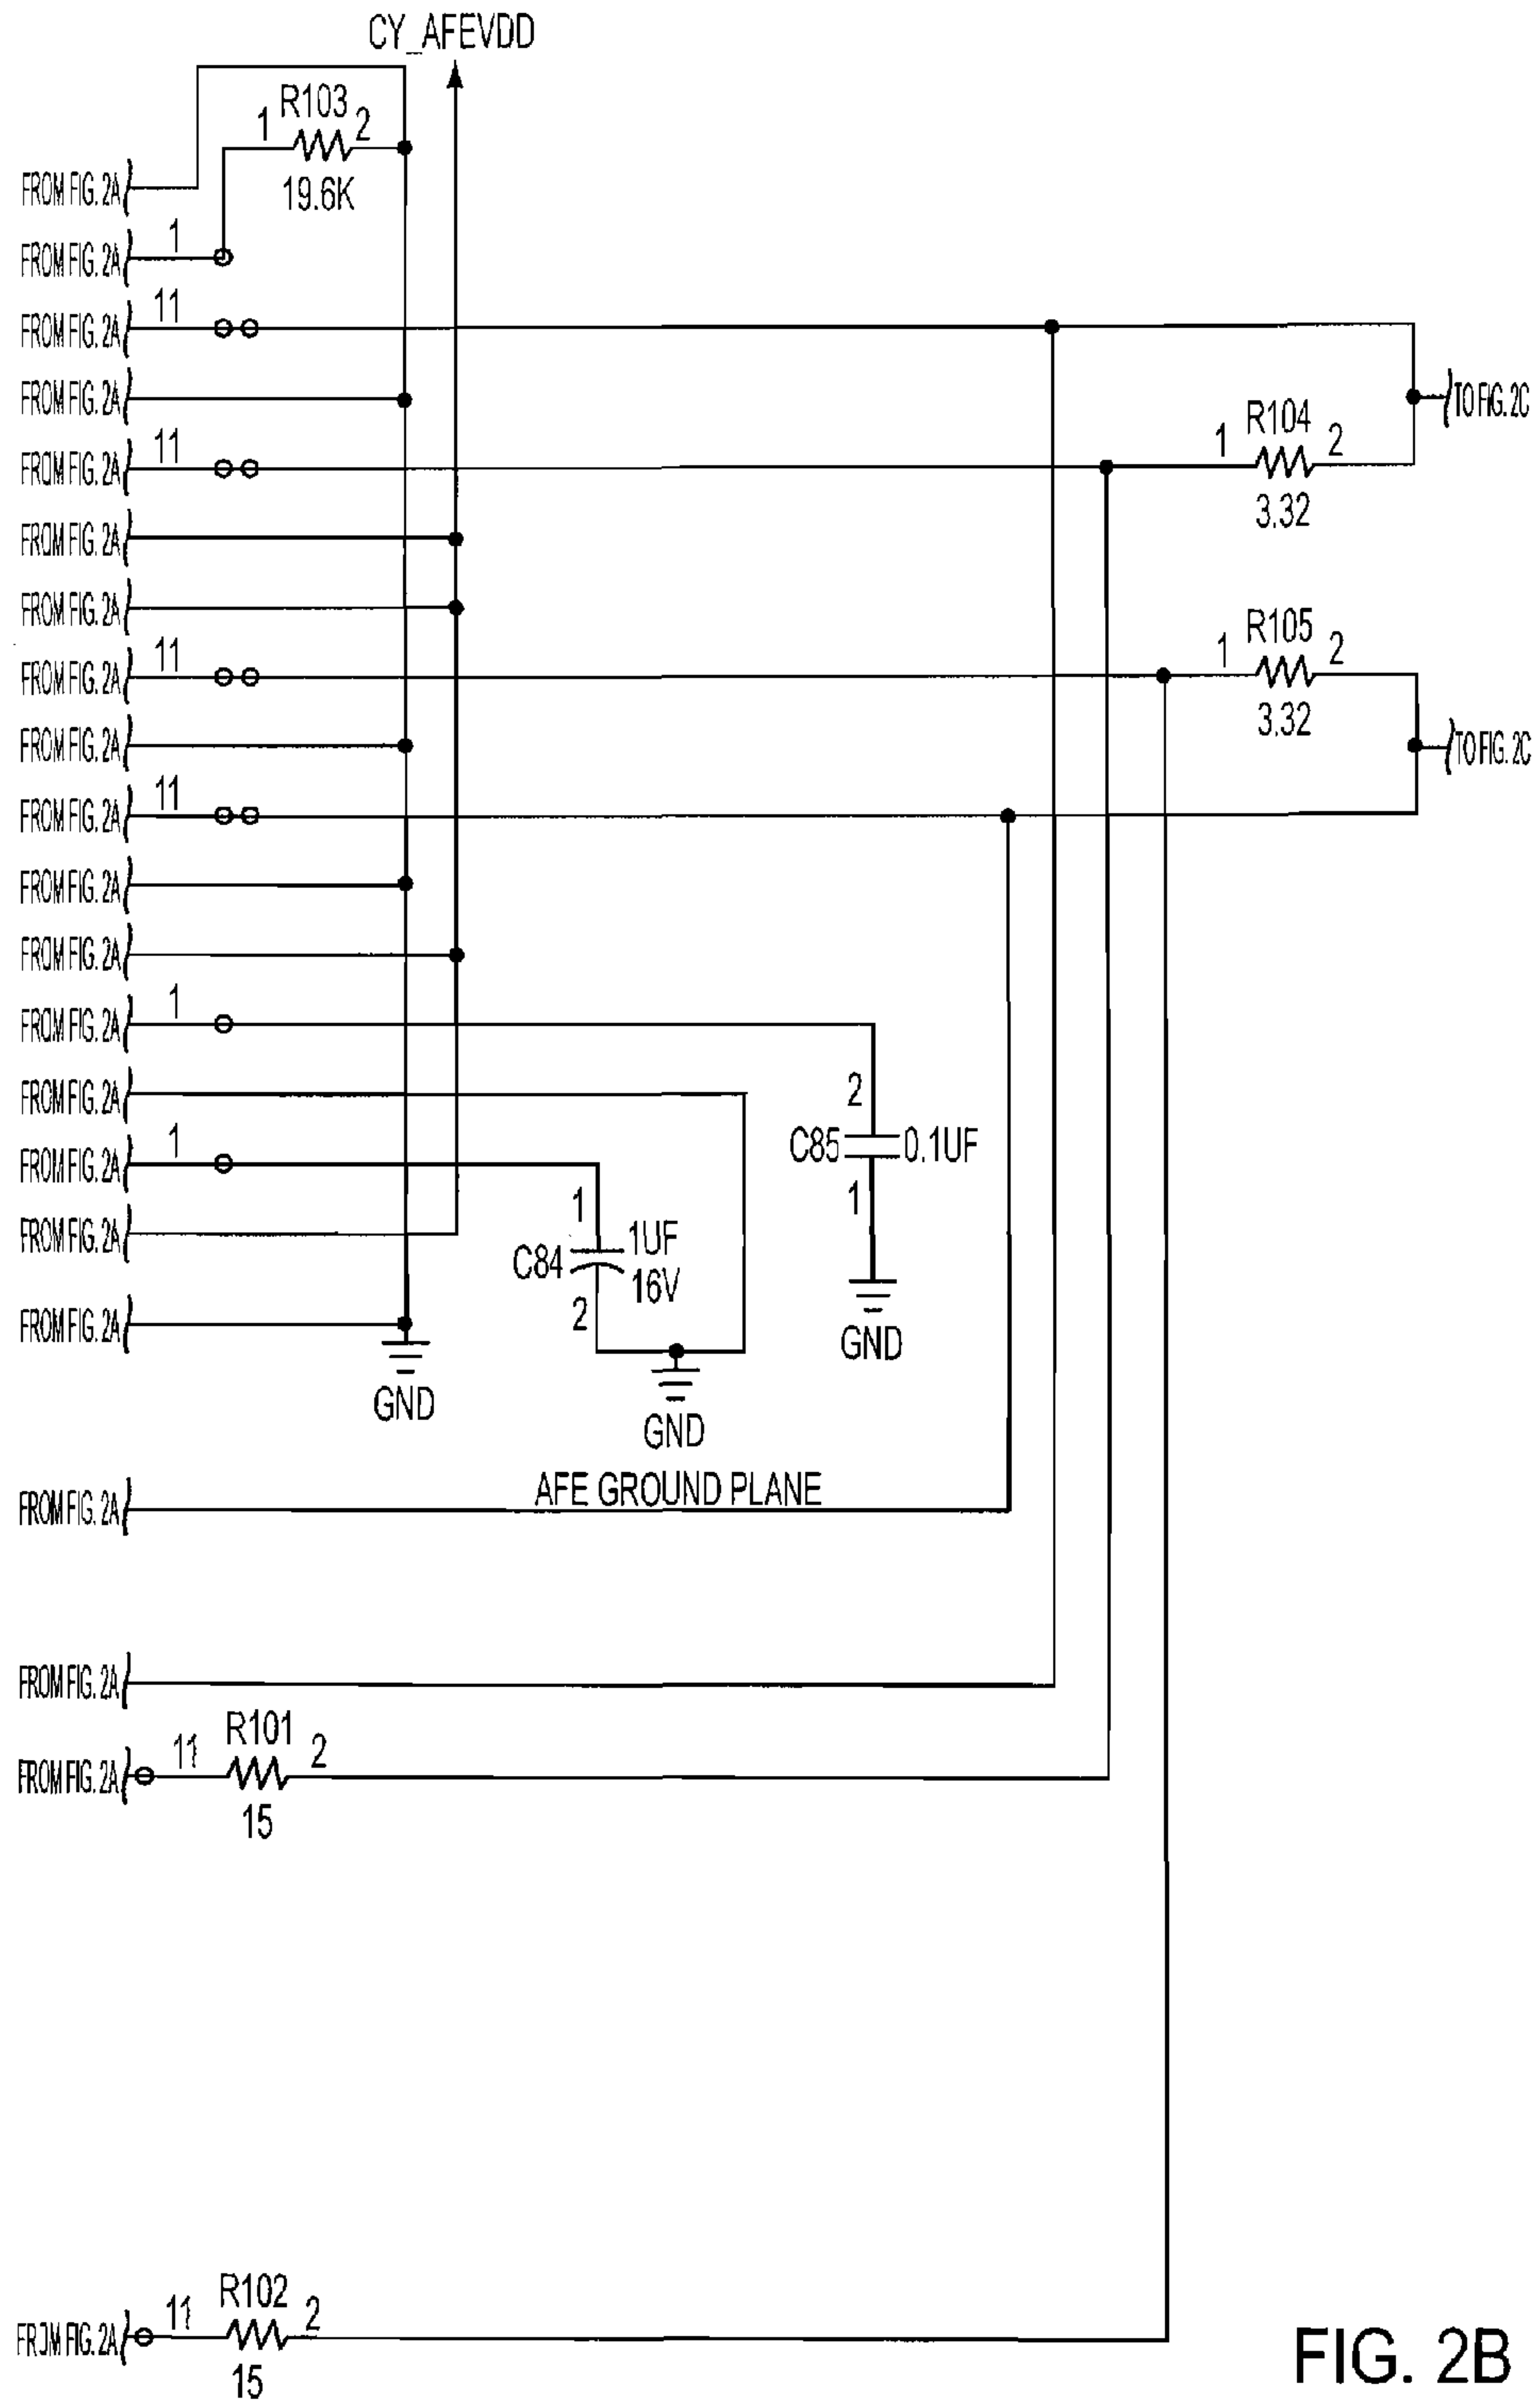 CY_AFEVDD
R103
1 2
19.6K
FROM FIG. 2A
1
FROM FIG. 2A
11
FROM FIG. 2A
FROM FIG. 2A
TO FIG. 2C
11
FROM FIG. 2A
R104
1 2
3.32
FROM FIG. 2A
FROM FIG. 2A
11
FROM FIG. 2A
R105
1 2
3.32
FROM FIG. 2A
TO FIG. 2C
11
FROM FIG. 2A
FROM FIG. 2A
FROM FIG. 2A
1
FROM FIG. 2A
2
C85 0.1UF
1
GND
FROM FIG. 2A
1
FROM FIG. 2A
1
C84 1UF
16V
2
GND
FROM FIG. 2A
FROM FIG. 2A
GND
AFE GROUND PLANE
FROM FIG. 2A
FROM FIG. 2A
R101
11 2
FROM FIG. 2A
15
R102
11 2
FROM FIG. 2A
15
FIG. 2B